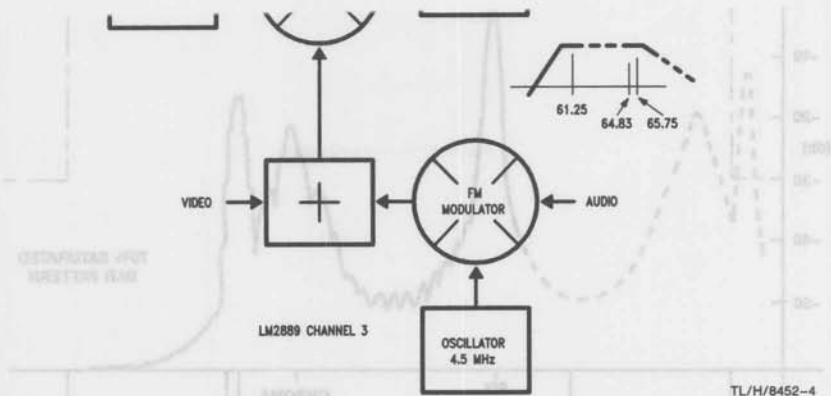 61.25
64.83 65.75
VIDEO
FM
MODULATOR
AUDIO
LM2889 CHANNEL 3
OSCILLATOR
4.5 MHz
TL/H/8452-4